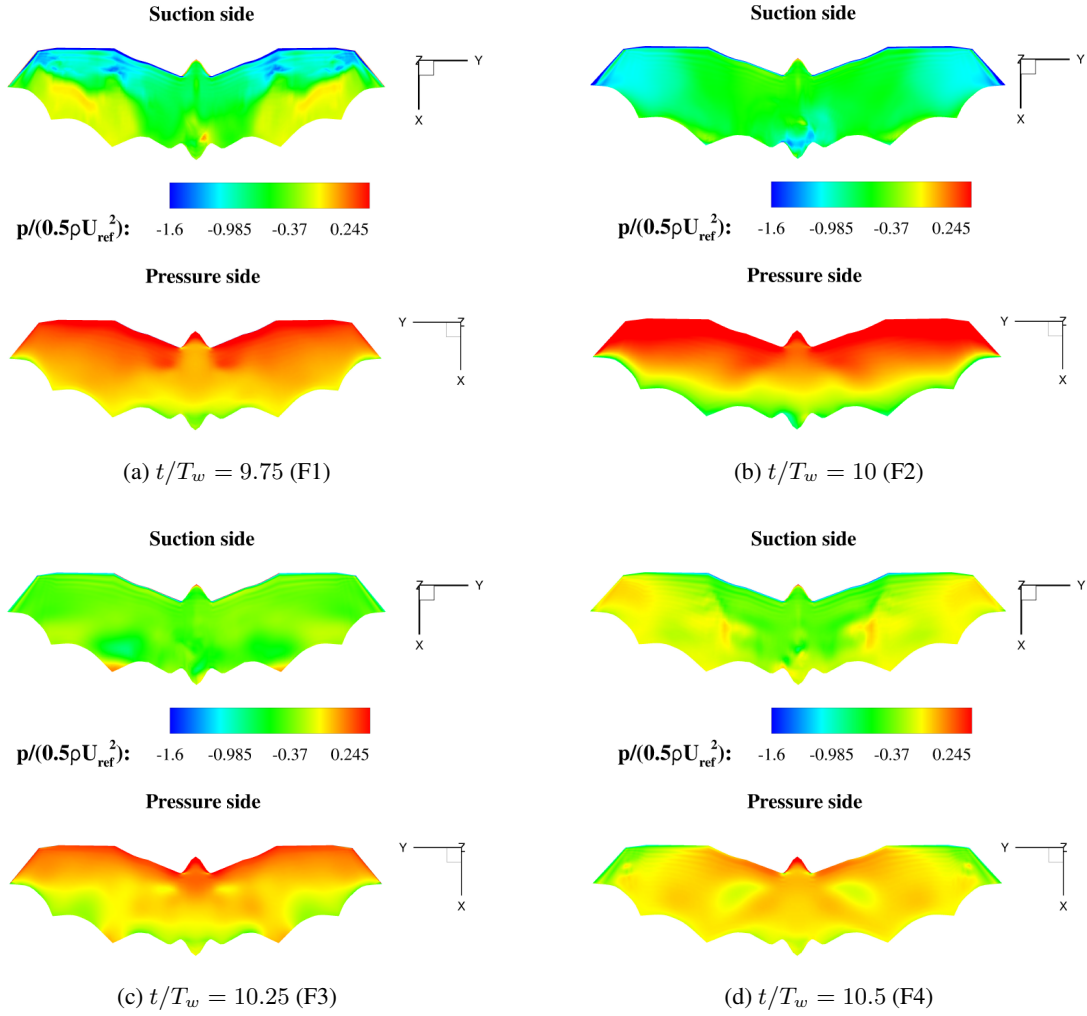 Suction side
Z Y
X
p/(0.5ρU_ref^2): -1.6 -0.985 -0.37 0.245
Pressure side
Y Z
X
(a) t/T_w = 9.75 (F1)
Suction side
Z Y
X
p/(0.5ρU_ref^2): -1.6 -0.985 -0.37 0.245
Pressure side
Y Z
X
(b) t/T_w = 10 (F2)
Suction side
Z Y
X
p/(0.5ρU_ref^2): -1.6 -0.985 -0.37 0.245
Pressure side
Y Z
X
(c) t/T_w = 10.25 (F3)
Suction side
Z Y
X
p/(0.5ρU_ref^2): -1.6 -0.985 -0.37 0.245
Pressure side
Y Z
X
(d) t/T_w = 10.5 (F4)